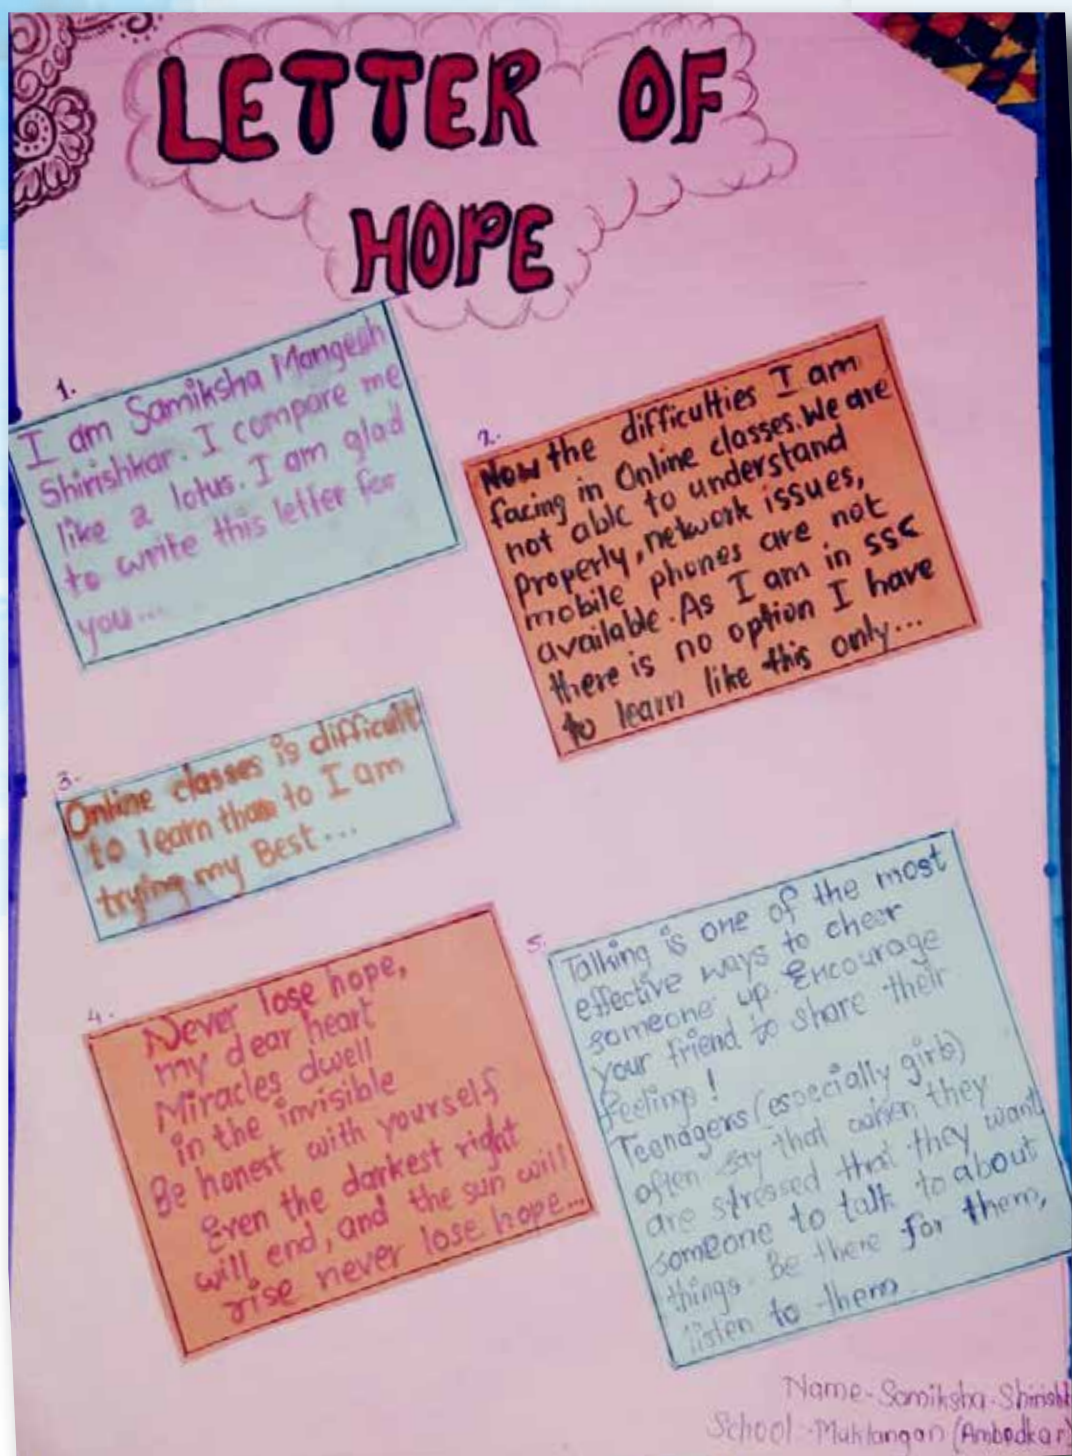 LETTER OF
HOPE
1.
I am Samiksha Mangesh
Shirishkar. I compare me
like a lotus. I am glad
to write this letter for
you...
2.
Now the difficulties I am
facing in Online classes. We are
not able to understand
properly, network issues,
mobile phones are not
available. As I am in SSC
there is no option I have
to learn like this only...
3.
Online classes is difficult
to learn than to I am
trying my Best...
4.
Never lose hope,
my dear heart
Miracles dwell
in the invisible
Be honest with yourself
Even the darkest right
will end, and the sun will
rise never lose hope...
5.
Talking is one of the most
effective ways to cheer
someone up. Encourage
your friend to share their
feelings!
Teenagers (especially girls)
often say that when they
are stressed that they want
someone to talk to about
things. Be there for them,
listen to them.
Name-Samiksha-Shirishk
School-Muktangan (Ambedkar)